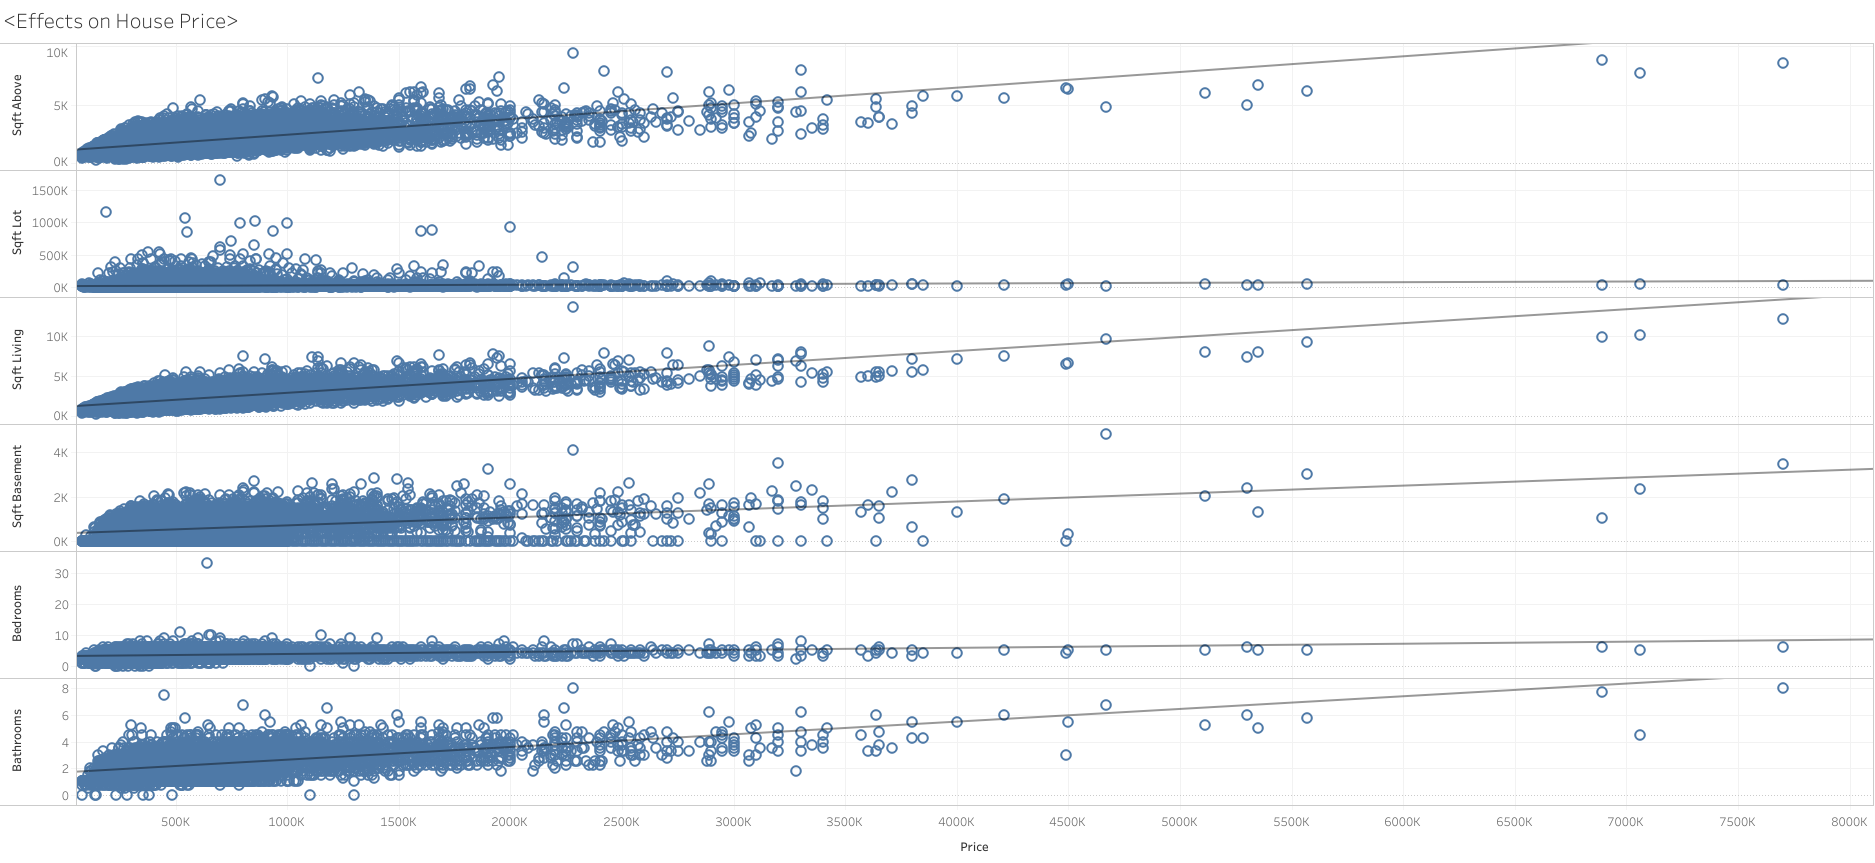 <Effects on House Price>
Sqft Above
10K
5K
0K
Sqft Lot
1500K
1000K
500K
0K
Sqft Living
10K
5K
0K
Sqft Basement
4K
2K
0K
Bedrooms
30
20
10
0
Bathrooms
8
6
4
2
0
500K 1000K 1500K 2000K 2500K 3000K 3500K 4000K 4500K 5000K 5500K 6000K 6500K 7000K 7500K 8000K
Price